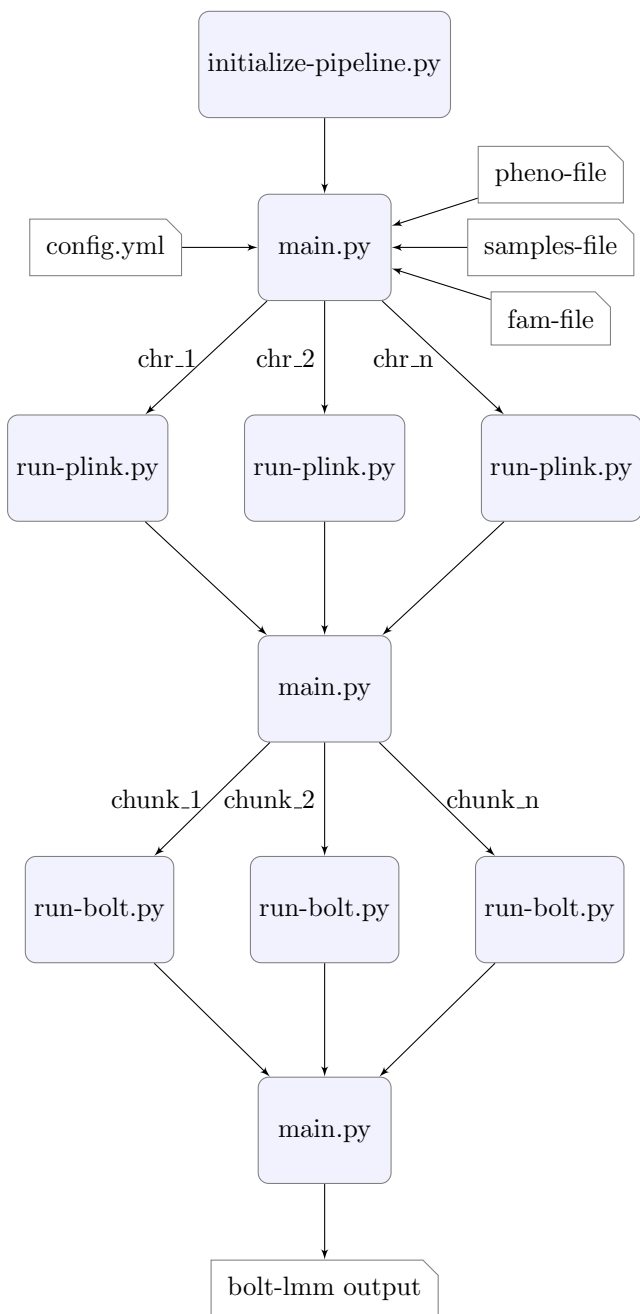 initialize-pipeline.py
pheno-file
config.yml
main.py
samples-file
fam-file
chr_1
chr_2
chr_n
run-plink.py
run-plink.py
run-plink.py
main.py
chunk_1
chunk_2
chunk_n
run-bolt.py
run-bolt.py
run-bolt.py
main.py
bolt-lmm output